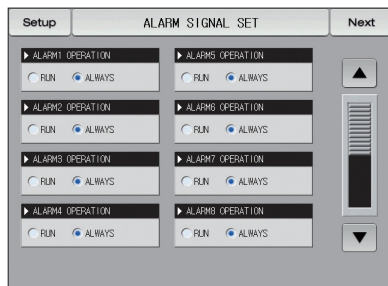 Setup
ALARM SIGNAL SET
Next
ALARM1 OPERATION
RUN
ALWAYS
ALARM5 OPERATION
RUN
ALWAYS
ALARM2 OPERATION
RUN
ALWAYS
ALARM6 OPERATION
RUN
ALWAYS
ALARM3 OPERATION
RUN
ALWAYS
ALARM7 OPERATION
RUN
ALWAYS
ALARM4 OPERATION
RUN
ALWAYS
ALARM8 OPERATION
RUN
ALWAYS